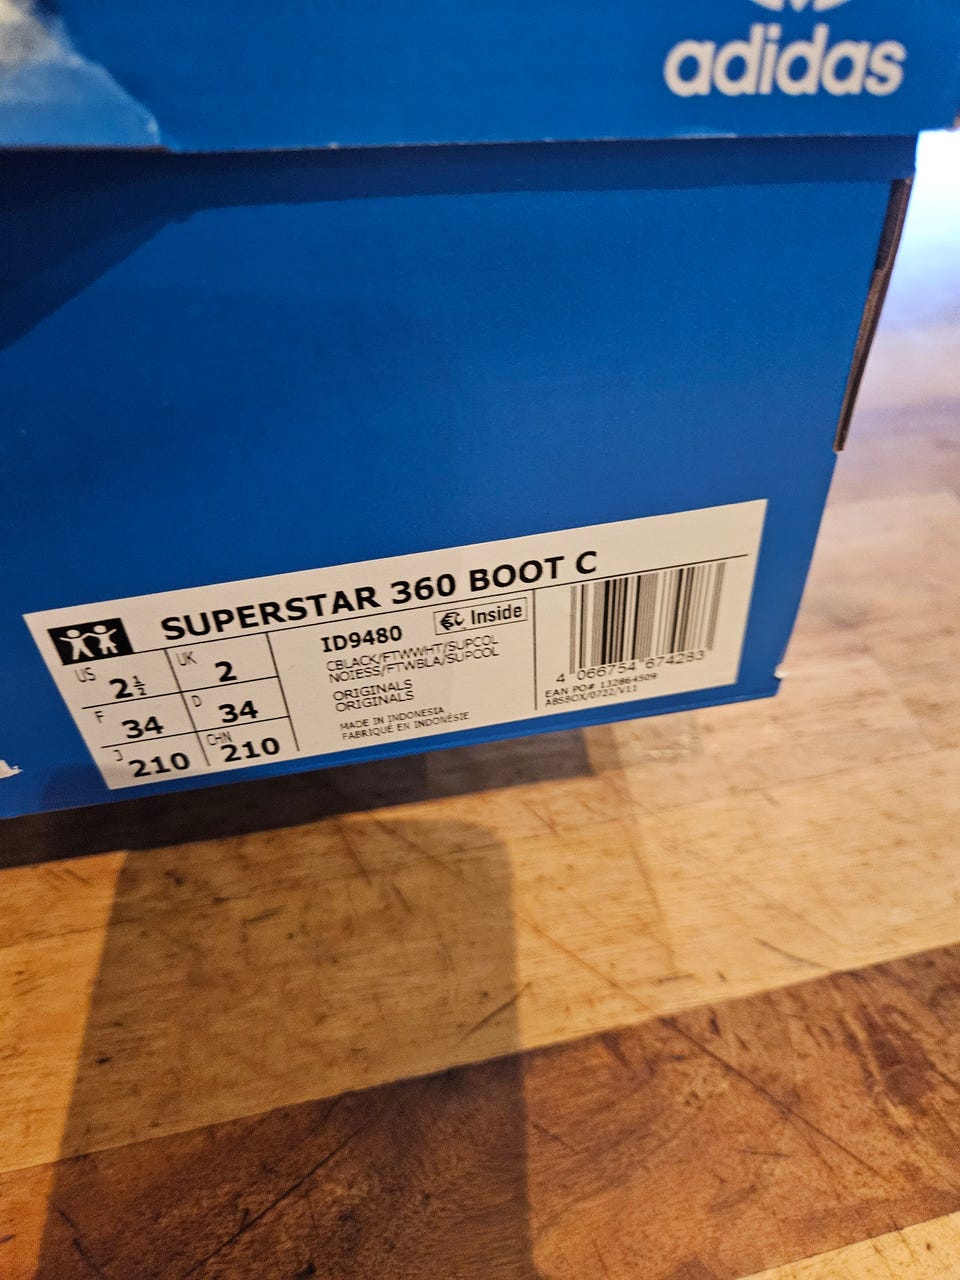 adidas
SUPERSTAR 360 BOOT C
US 2½ UK 2
F 34 D 34
J 210 CHN 210
ID9480 Inside
CBLACK/FTWWHT/SUPCOL
NOIESS/FTWBLA/SUPCOL
ORIGINALS
ORIGINALS
MADE IN INDONESIA
FABRIQUÉ EN INDONÉSIE
4 066754 674283
EAN PO# 132864509
ABSBOX/0722/V11